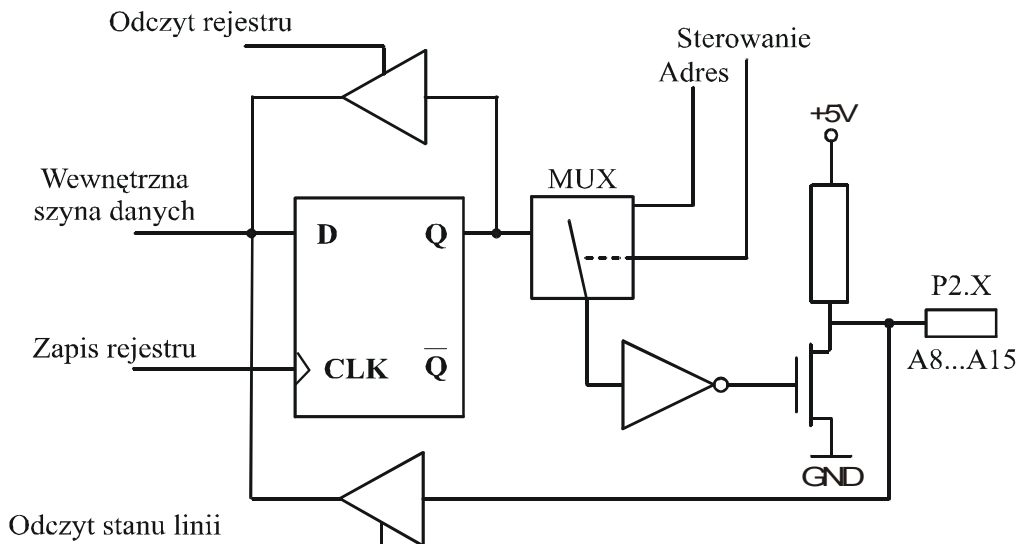 Odczyt rejestru
Sterowanie
Adres
+5V
Wewnętrzna
szyna danych
MUX
D
Q
P2.X
Zapis rejestru
CLK
Q̅
A8...A15
GND
Odczyt stanu linii